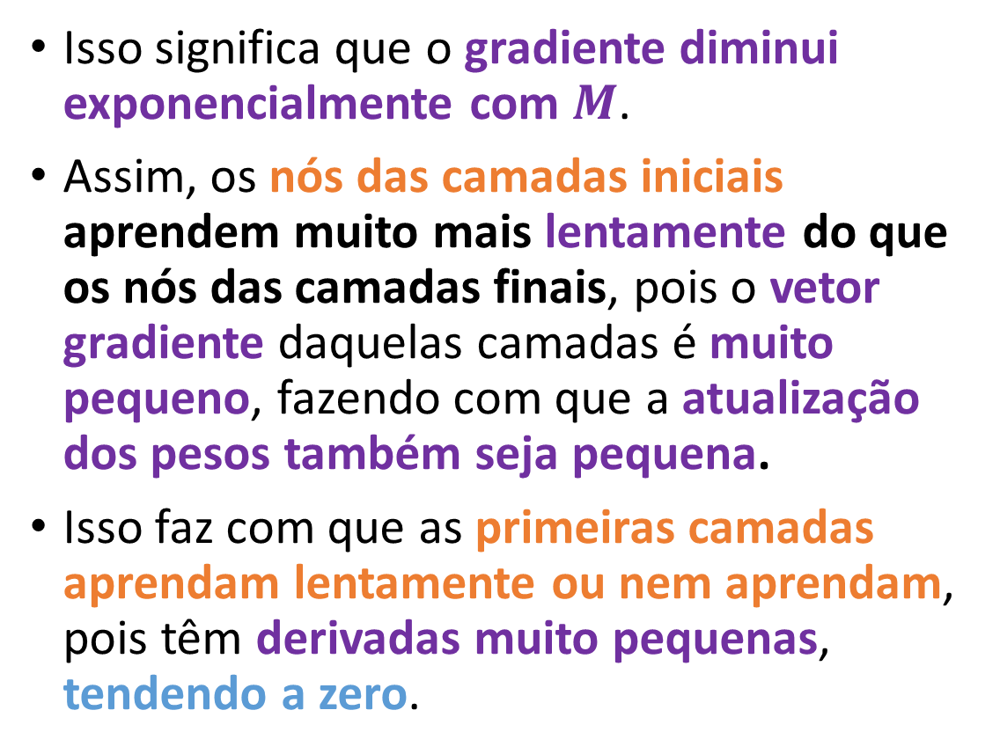 • Isso significa que o gradiente diminui
exponencialmente com M.
• Assim, os nós das camadas iniciais
aprendem muito mais lentamente do que
os nós das camadas finais, pois o vetor
gradiente daquelas camadas é muito
pequeno, fazendo com que a atualização
dos pesos também seja pequena.
• Isso faz com que as primeiras camadas
aprendam lentamente ou nem aprendam,
pois têm derivadas muito pequenas,
tendendo a zero.